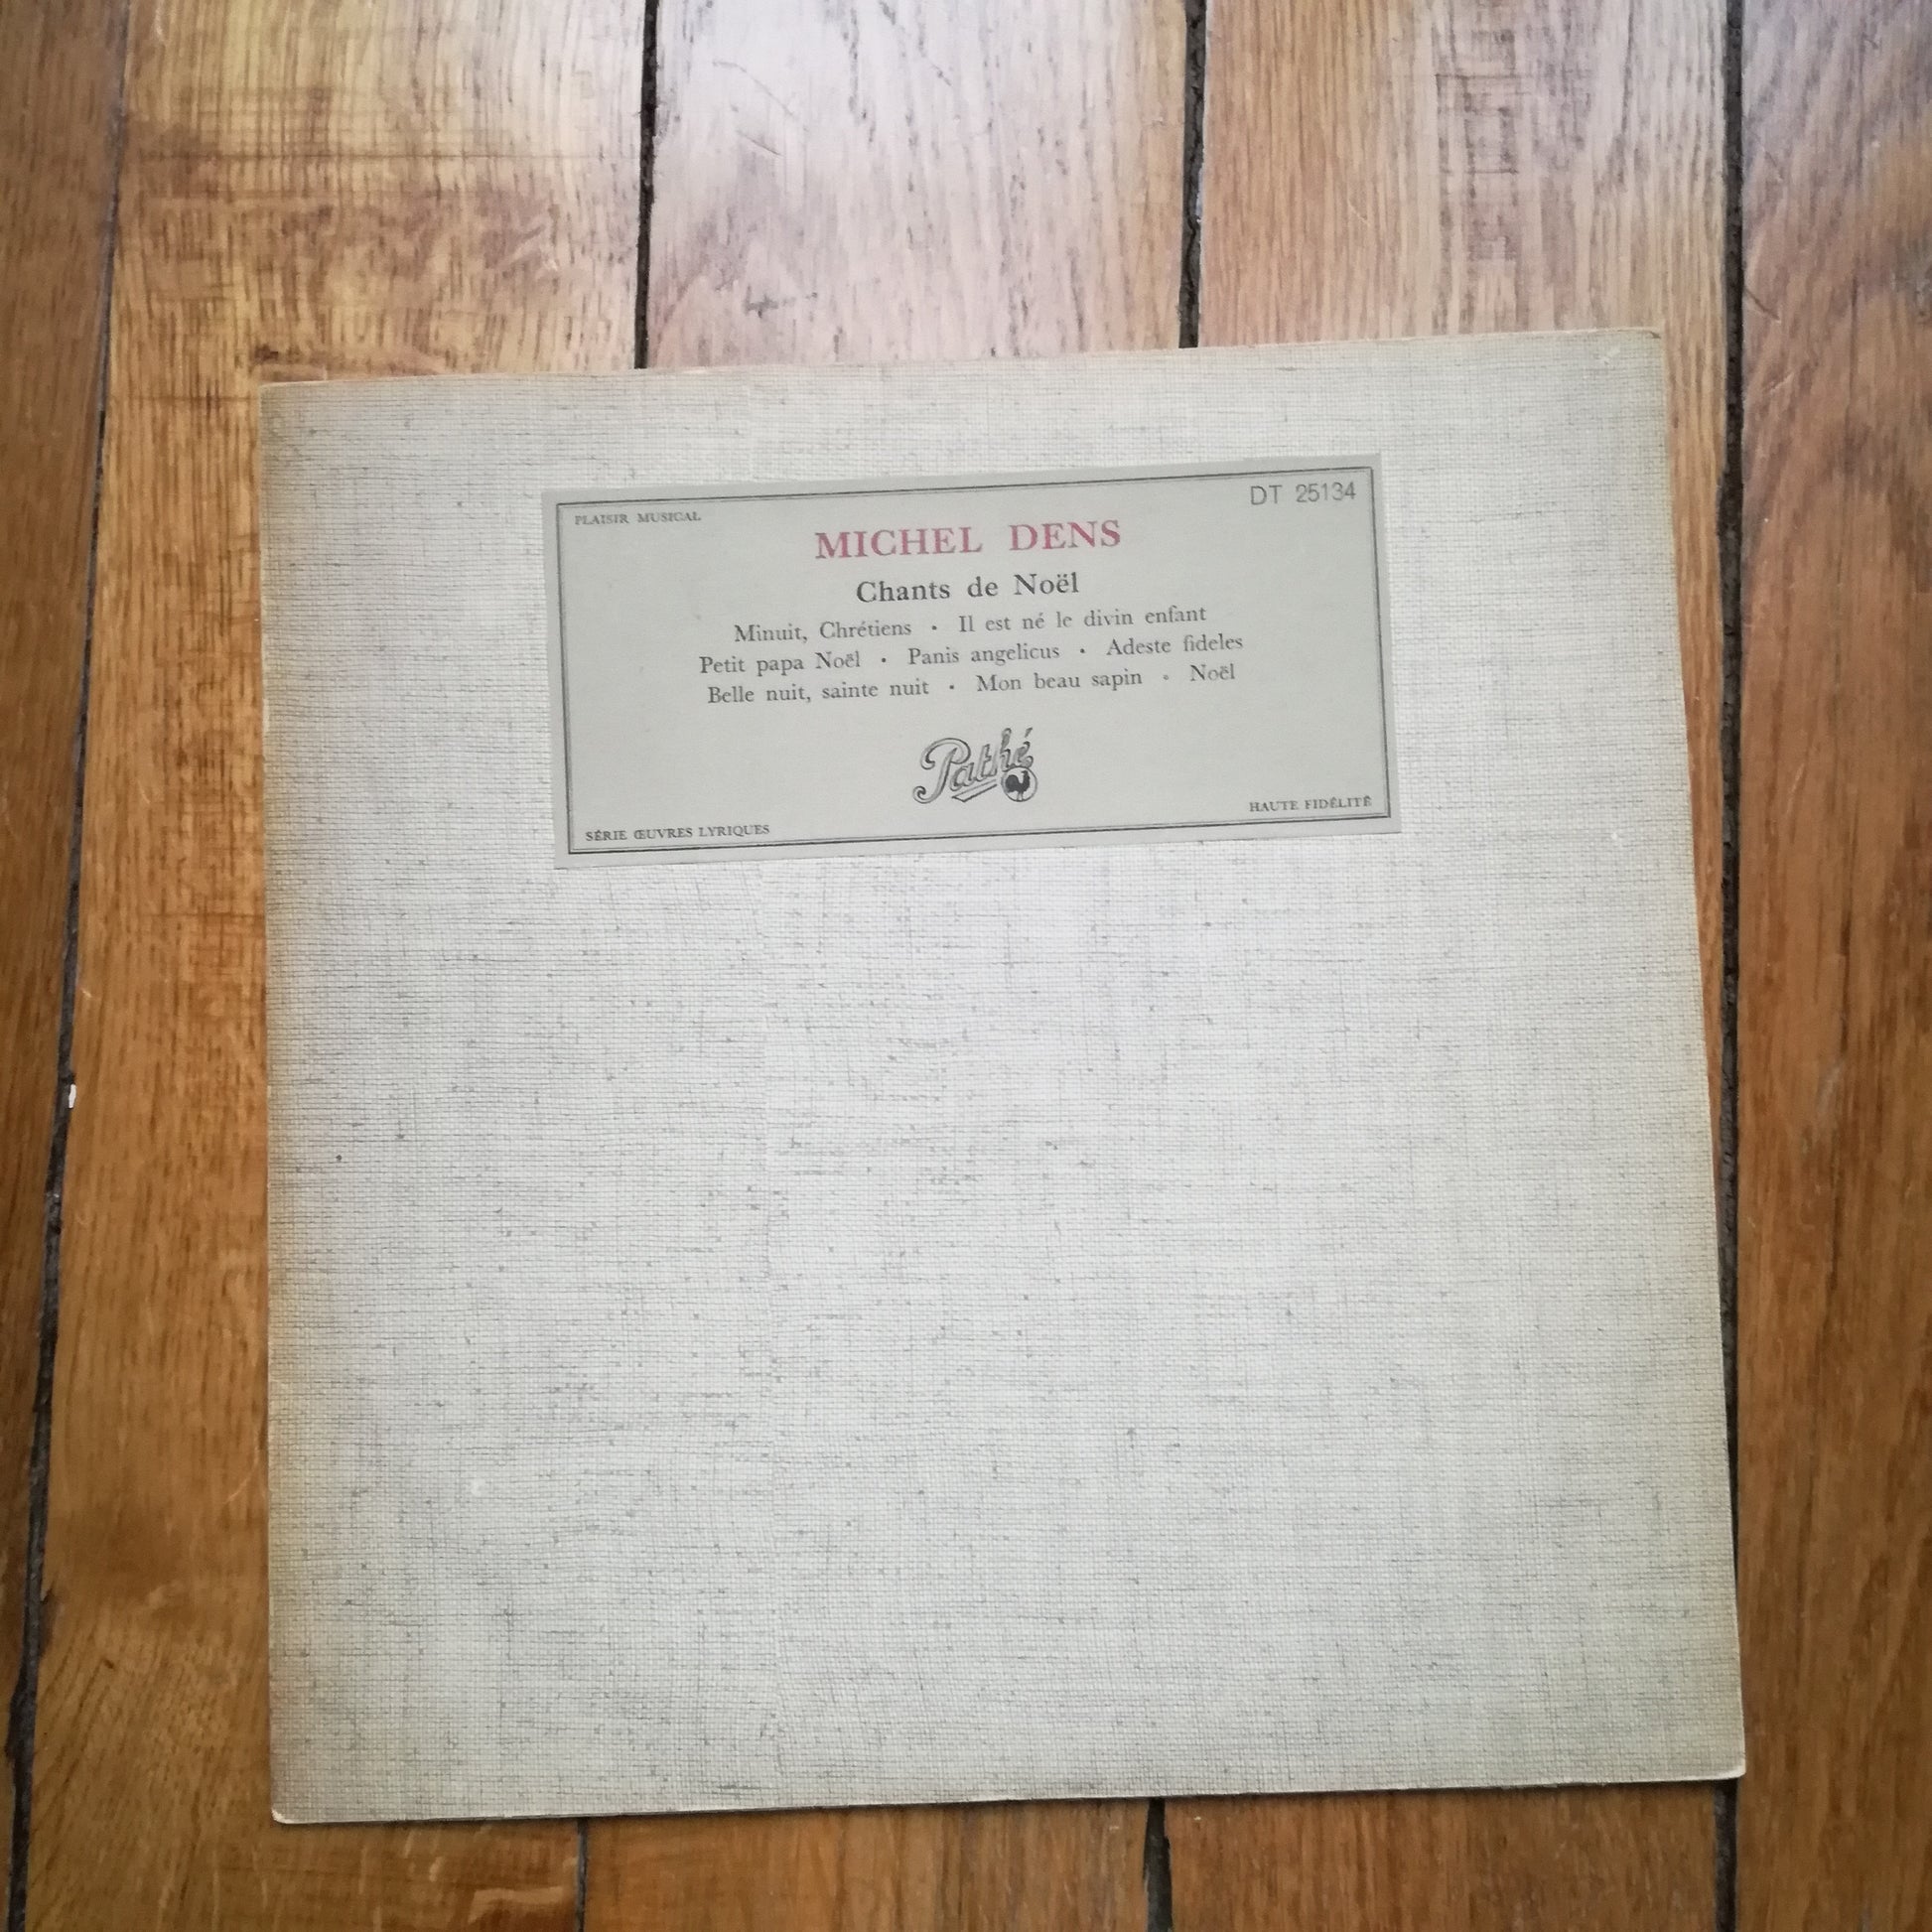 PLAISIR MUSICAL
DT 25134
MICHEL DENS
Chants de Noël
Minuit, Chrétiens • Il est né le divin enfant
Petit papa Noël • Panis angelicus • Adeste fideles
Belle nuit, sainte nuit • Mon beau sapin • Noël
Pathé
SÉRIE ŒUVRES LYRIQUES
HAUTE FIDÉLITÉ